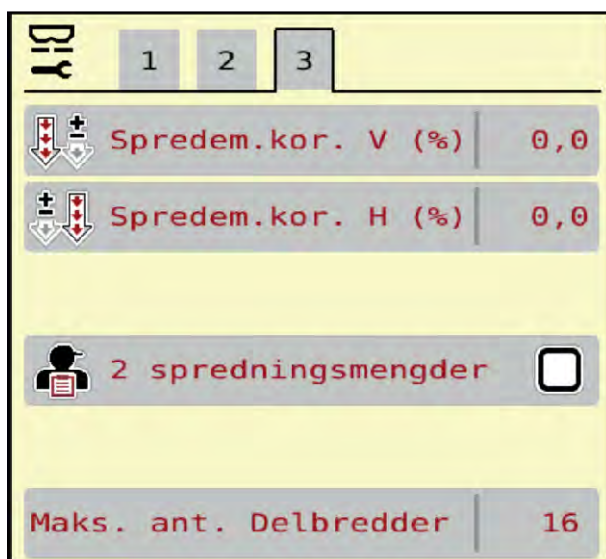 1 2 3
Spredem.kor. V (%) 0,0
Spredem.kor. H (%) 0,0
2 spredningsmengder
Maks. ant. Delbredder 16